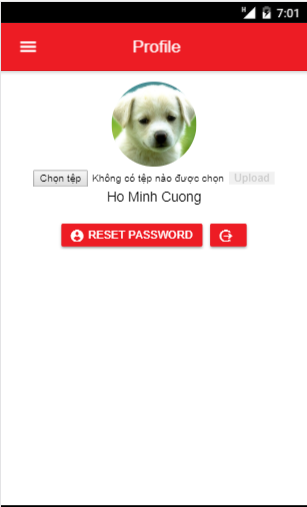 H 7:01
Profile
Chọn tệp Không có tệp nào được chọn Upload
Ho Minh Cuong
RESET PASSWORD